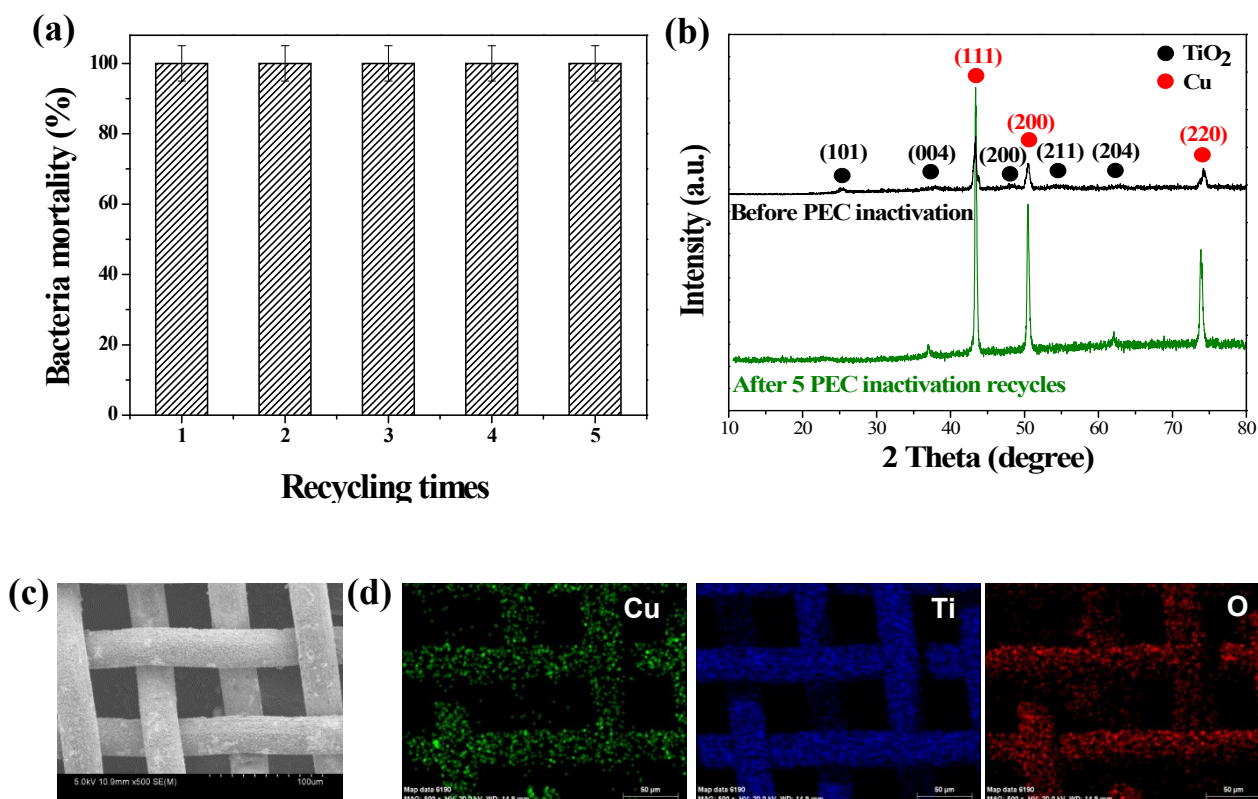 (a)
100
80
60
40
20
0
Bacteria mortality (%)
1 2 3 4 5
Recycling times
(b)
TiO2
Cu
(111)
(200)
(220)
(101) (004) (200) (211) (204)
Before PEC inactivation
After 5 PEC inactivation recycles
Intensity (a.u.)
10 20 30 40 50 60 70 80
2 Theta (degree)
(c)
5.0kV 10.9mm x500 SE(M) 100um
(d)
Cu
Map data 6190
50 µm
Ti
Map data 6190
50 µm
O
Map data 6190
50 µm